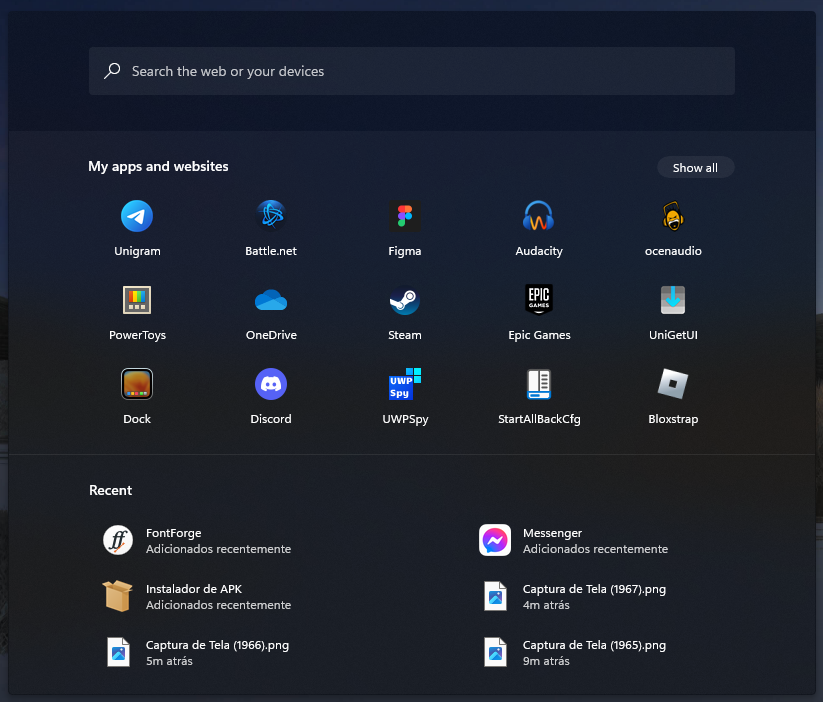 Search the web or your devices
My apps and websites
Show all
Unigram
Battle.net
Figma
Audacity
ocenaudio
EPIC
GAMES
PowerToys
OneDrive
Steam
Epic Games
UniGetUI
UWP
Spy
Dock
Discord
UWPSpy
StartAllBackCfg
Bloxstrap
Recent
ff
FontForge
Adicionados recentemente
Messenger
Adicionados recentemente
Instalador de APK
Adicionados recentemente
Captura de Tela (1967).png
4m atrás
Captura de Tela (1966).png
5m atrás
Captura de Tela (1965).png
9m atrás